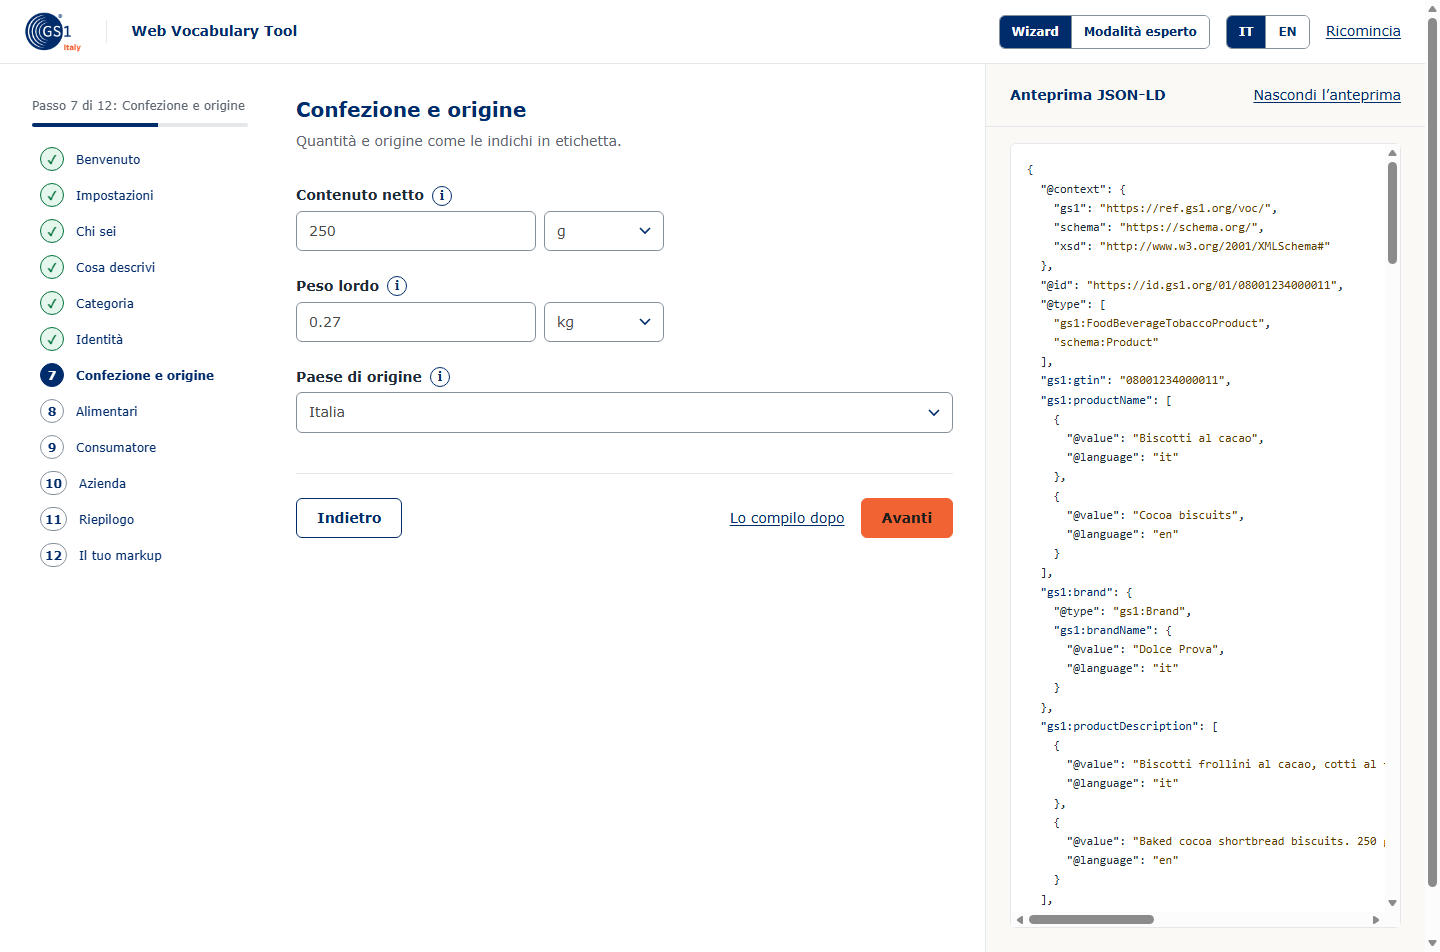 GS1
Italy
Web Vocabulary Tool
Wizard
Modalità esperto
IT
EN
Ricomincia
Passo 7 di 12: Confezione e origine
✓ Benvenuto
✓ Impostazioni
✓ Chi sei
✓ Cosa descrivi
✓ Categoria
✓ Identità
7 Confezione e origine
8 Alimentari
9 Consumatore
10 Azienda
11 Riepilogo
12 Il tuo markup
Confezione e origine
Quantità e origine come le indichi in etichetta.
Contenuto netto i
250
g
Peso lordo i
0.27
kg
Paese di origine i
Italia
Indietro
Lo compilo dopo
Avanti
Anteprima JSON-LD
Nascondi l’anteprima
{
"@context": {
"gs1": "https://ref.gs1.org/voc/",
"schema": "https://schema.org/",
"xsd": "http://www.w3.org/2001/XMLSchema#"
},
"@id": "https://id.gs1.org/01/08001234000011",
"@type": [
"gs1:FoodBeverageTobaccoProduct",
"schema:Product"
],
"gs1:gtin": "08001234000011",
"gs1:productName": [
{
"@value": "Biscotti al cacao",
"@language": "it"
},
{
"@value": "Cocoa biscuits",
"@language": "en"
}
],
"gs1:brand": {
"@type": "gs1:Brand",
"gs1:brandName": {
"@value": "Dolce Prova",
"@language": "it"
}
},
"gs1:productDescription": [
{
"@value": "Biscotti frollini al cacao, cotti al
"@language": "it"
},
{
"@value": "Baked cocoa shortbread biscuits. 250
"@language": "en"
}
],